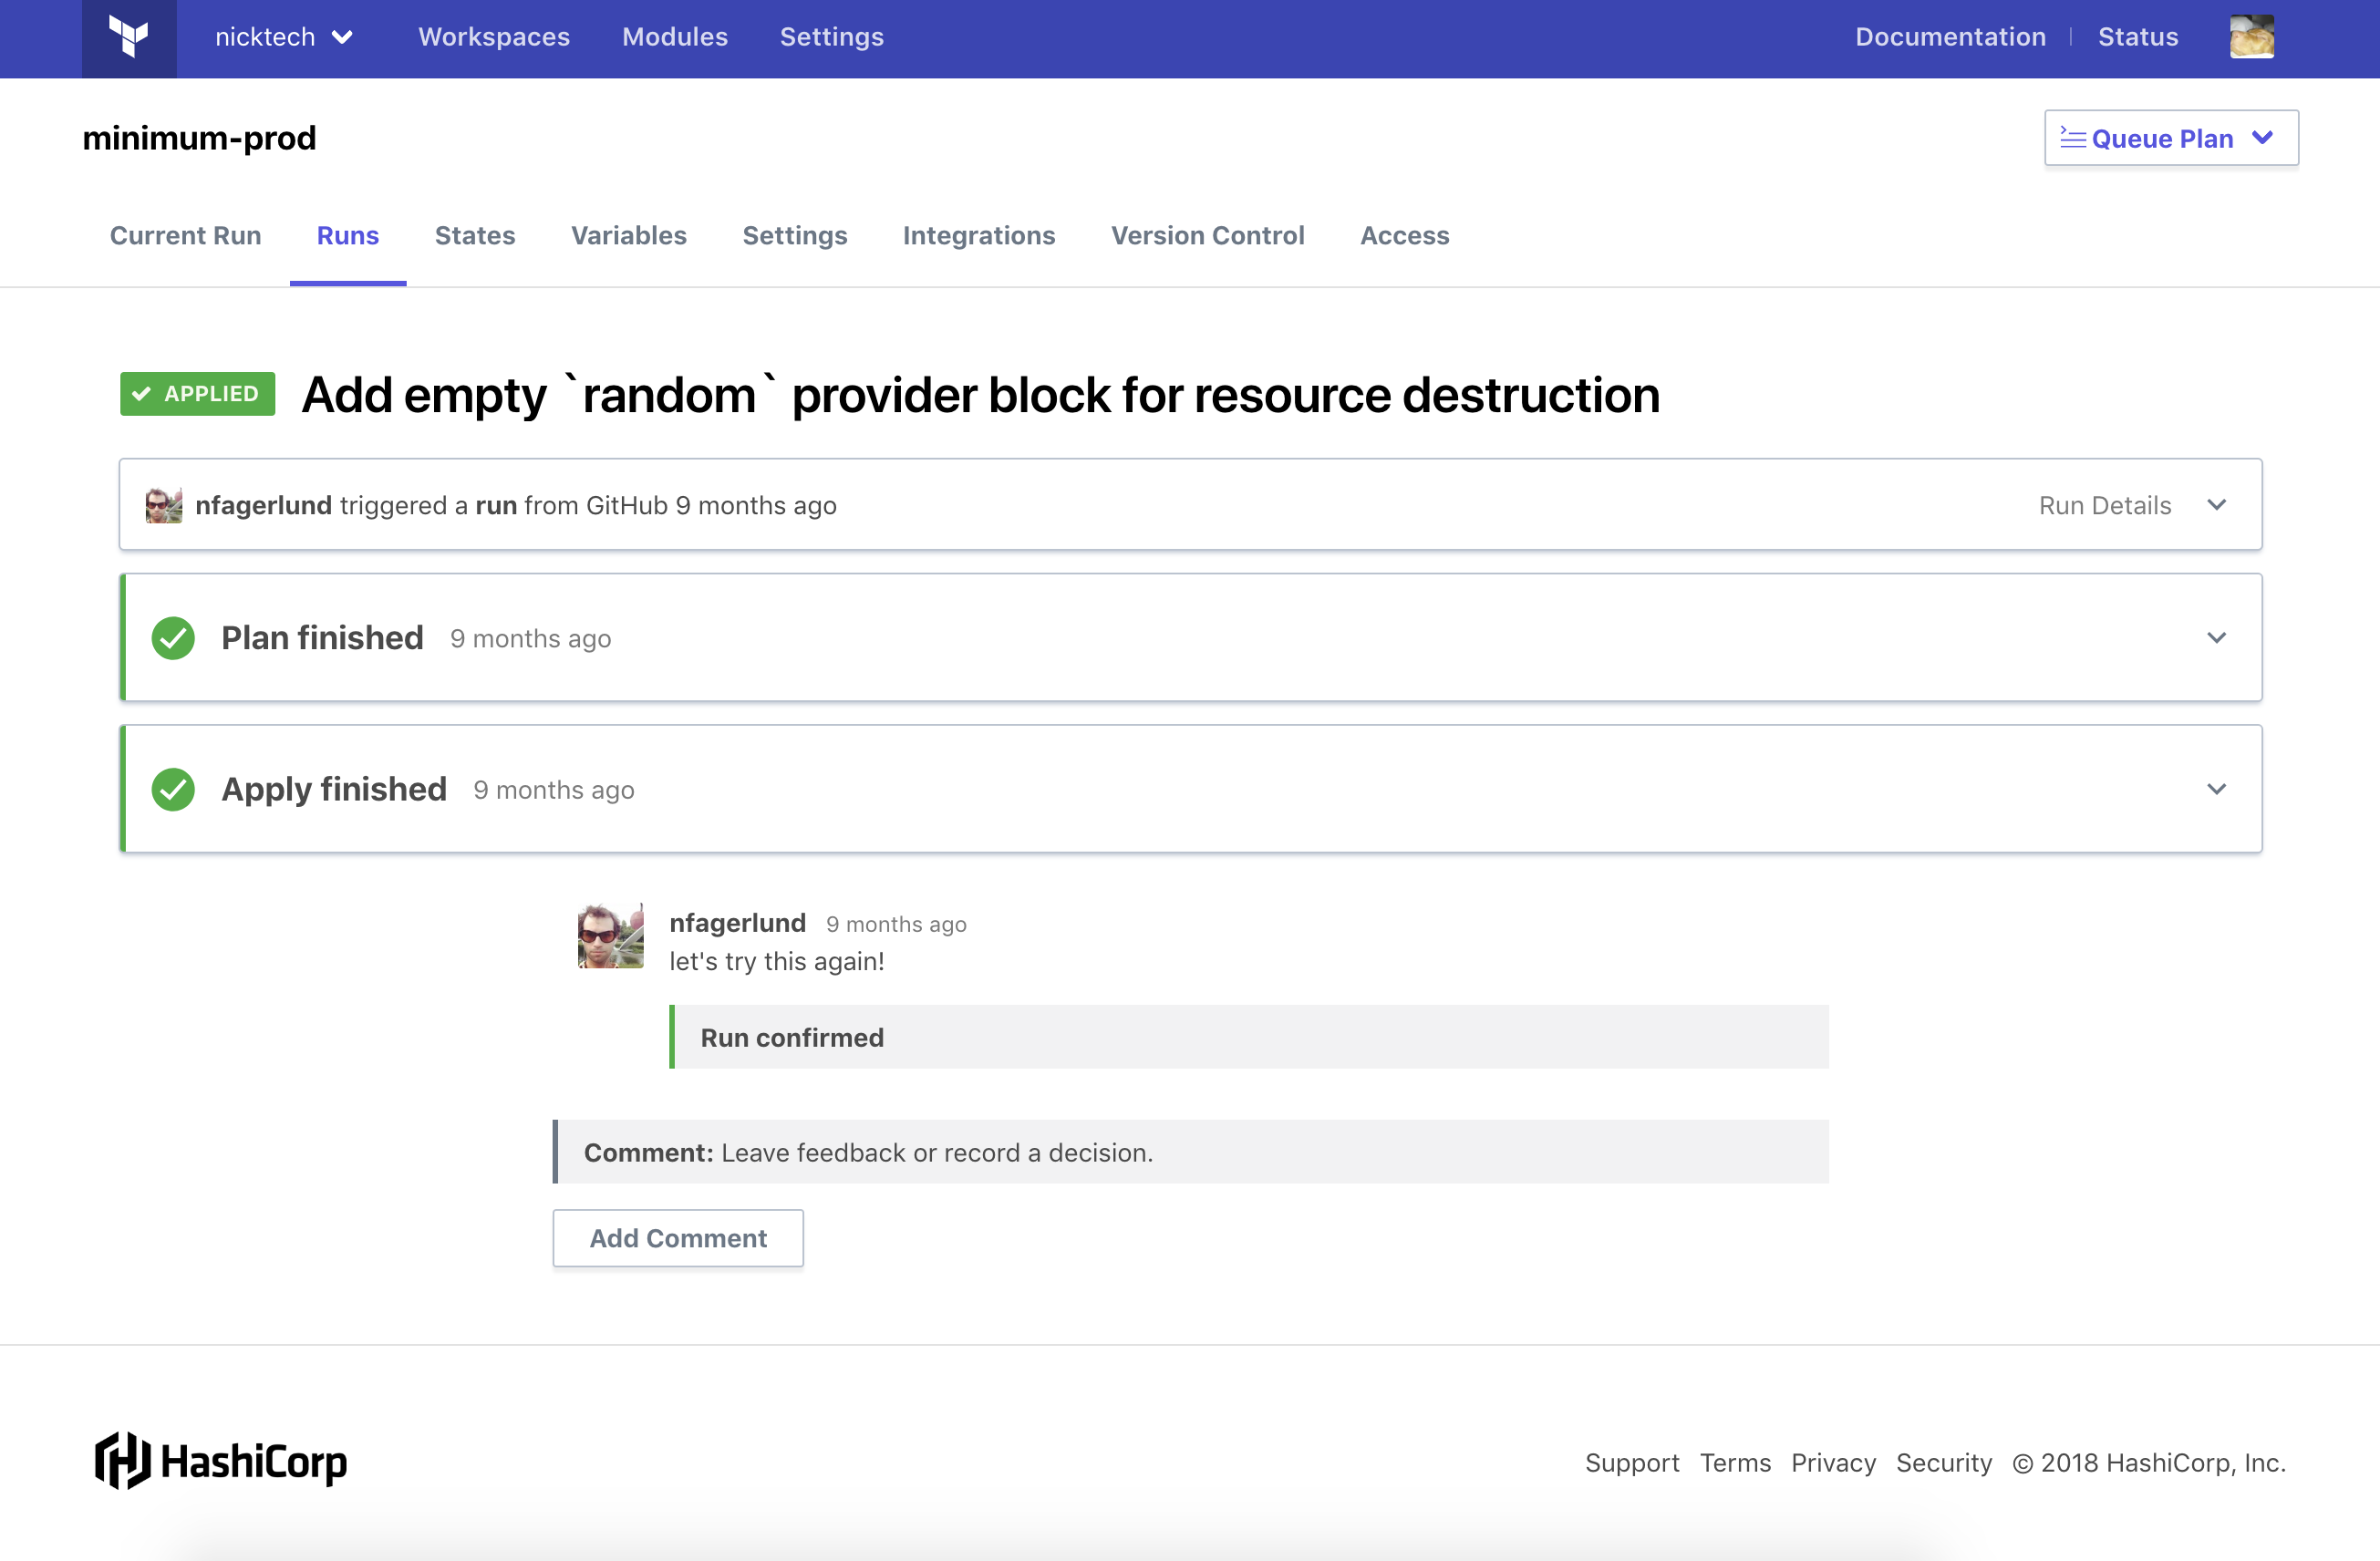 nicktech Workspaces Modules Settings Documentation Status
minimum-prod Queue Plan
Current Run Runs States Variables Settings Integrations Version Control Access
APPLIED Add empty `random` provider block for resource destruction
nfagerlund triggered a run from GitHub 9 months ago Run Details
Plan finished 9 months ago
Apply finished 9 months ago
nfagerlund 9 months ago
let's try this again!
Run confirmed
Comment: Leave feedback or record a decision.
Add Comment
HashiCorp Support Terms Privacy Security © 2018 HashiCorp, Inc.